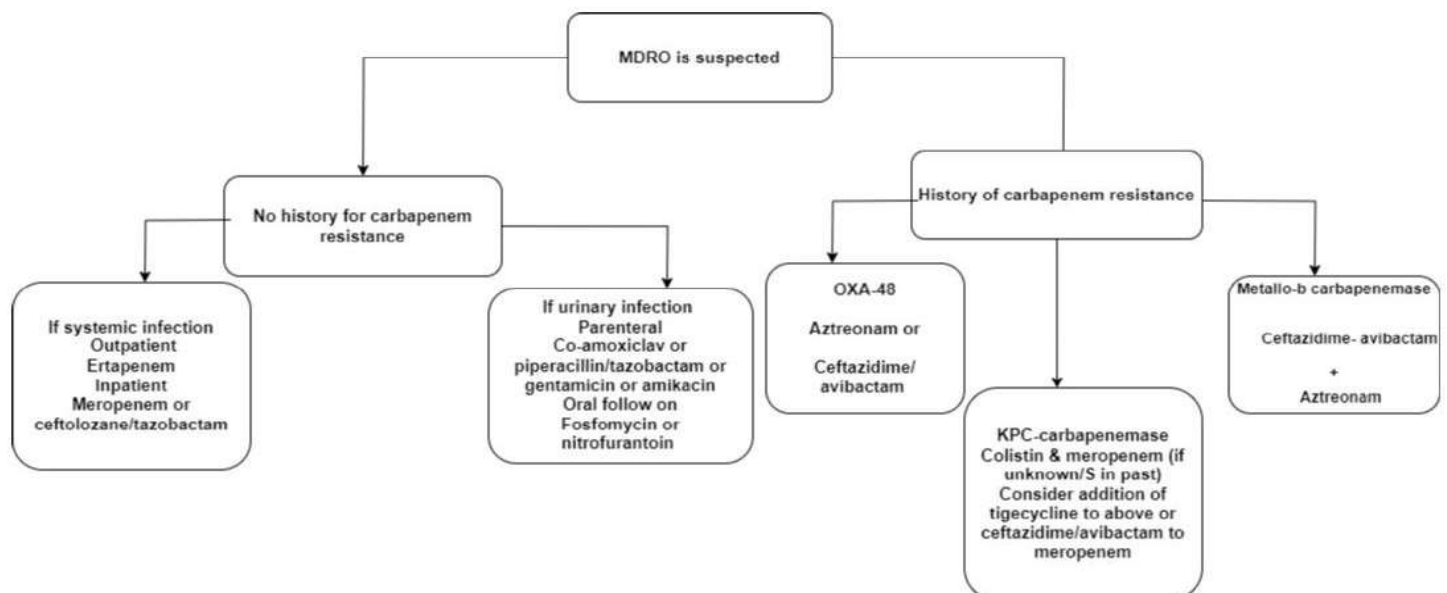 MDRO is suspected
No history for carbapenem
resistance
History of carbapenem resistance
If systemic infection
Outpatient
Ertapenem
Inpatient
Meropenem or
ceftolozane/tazobactam
If urinary infection
Parenteral
Co-amoxiclav or
piperacillin/tazobactam or
gentamicin or amikacin
Oral follow on
Fosfomycin or
nitrofurantoin
OXA-48
Aztreonam or
Ceftazidime/
avibactam
KPC-carbapenemase
Colistin & meropenem (if
unknown/S in past)
Consider addition of
tigecycline to above or
ceftazidime/avibactam to
meropenem
Metallo-b carbapenemase
Ceftazidime- avibactam
+
Aztreonam